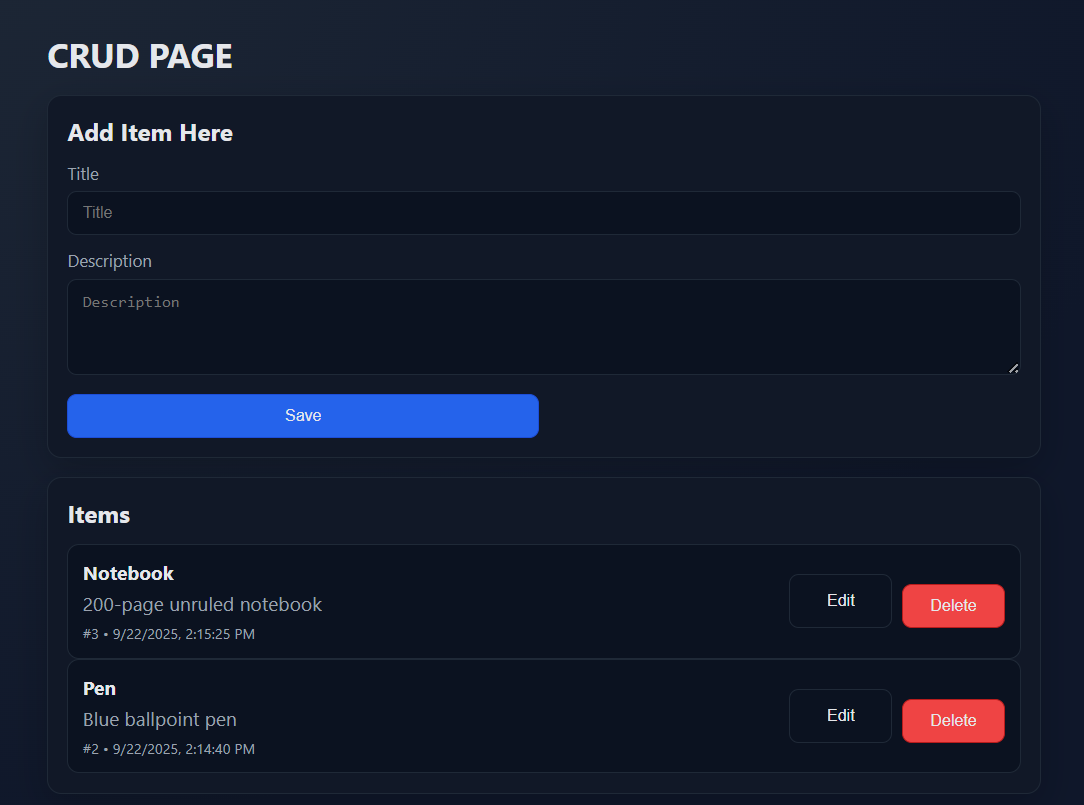 CRUD PAGE
Add Item Here
Title
Title
Description
Description
Save
Items
Notebook
200-page unruled notebook
#3 • 9/22/2025, 2:15:25 PM
Edit
Delete
Pen
Blue ballpoint pen
#2 • 9/22/2025, 2:14:40 PM
Edit
Delete